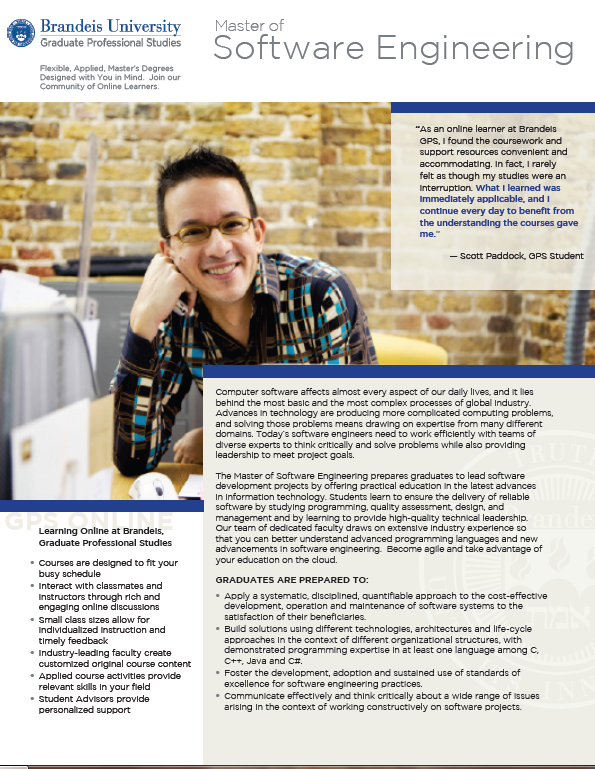 Brandeis University
Graduate Professional Studies
Flexible, Applied, Master's Degrees
Designed with You in Mind. Join our
Community of Online Learners.
Master of
Software Engineering
"As an online learner at Brandeis
GPS, I found the coursework and
support resources convenient and
accommodating. In fact, I rarely
felt as though my studies were an
interruption. What I learned was
immediately applicable, and I
continue every day to benefit from
the understanding the courses gave
me."
— Scott Paddock, GPS Student
Computer software affects almost every aspect of our daily lives, and it lies
behind the most basic and the most complex processes of global industry.
Advances in technology are producing more complicated computing problems,
and solving those problems means drawing on expertise from many different
domains. Today's software engineers need to work efficiently with teams of
diverse experts to think critically and solve problems while also providing
leadership to meet project goals.
The Master of Software Engineering prepares graduates to lead software
development projects by offering practical education in the latest advances
in information technology. Students learn to ensure the delivery of reliable
software by studying programming, quality assessment, design, and
management and by learning to provide high-quality technical leadership.
Our team of dedicated faculty draws on extensive industry experience so
that you can better understand advanced programming languages and new
advancements in software engineering. Become agile and take advantage of
your education on the cloud.
GRADUATES ARE PREPARED TO:
• Apply a systematic, disciplined, quantifiable approach to the cost-effective
development, operation and maintenance of software systems to the
satisfaction of their beneficiaries.
• Build solutions using different technologies, architectures and life-cycle
approaches in the context of different organizational structures, with
demonstrated programming expertise in at least one language among C,
C++, Java and C#.
• Foster the development, adoption and sustained use of standards of
excellence for software engineering practices.
• Communicate effectively and think critically about a wide range of issues
arising in the context of working constructively on software projects.
GPS ONLINE
Learning Online at Brandeis,
Graduate Professional Studies
• Courses are designed to fit your
busy schedule
• Interact with classmates and
instructors through rich and
engaging online discussions
• Small class sizes allow for
individualized instruction and
timely feedback
• Industry-leading faculty create
customized original course content
• Applied course activities provide
relevant skills in your field
• Student Advisors provide
personalized support